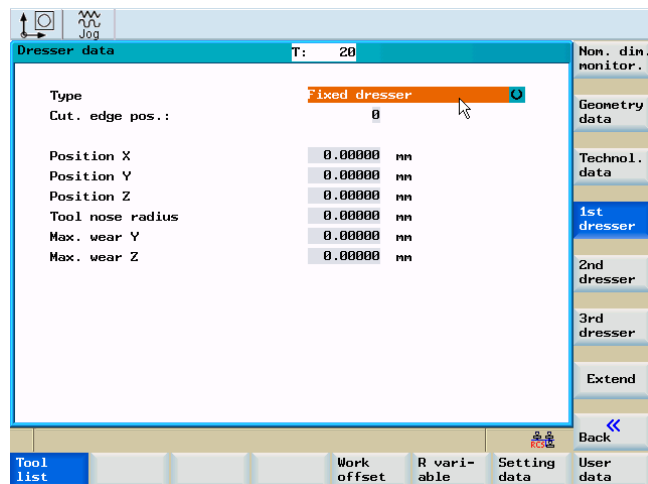 Jog
Dresser data T: 20
Type Fixed dresser
Cut. edge pos.: 0
Position X 0.00000 mm
Position Y 0.00000 mm
Position Z 0.00000 mm
Tool nose radius 0.00000 mm
Max. wear Y 0.00000 mm
Max. wear Z 0.00000 mm
Nom. dim.
monitor.
Geometry
data
Technol.
data
1st
dresser
2nd
dresser
3rd
dresser
Extend
RCS
Back
Tool
list
Work
offset
R vari-
able
Setting
data
User
data